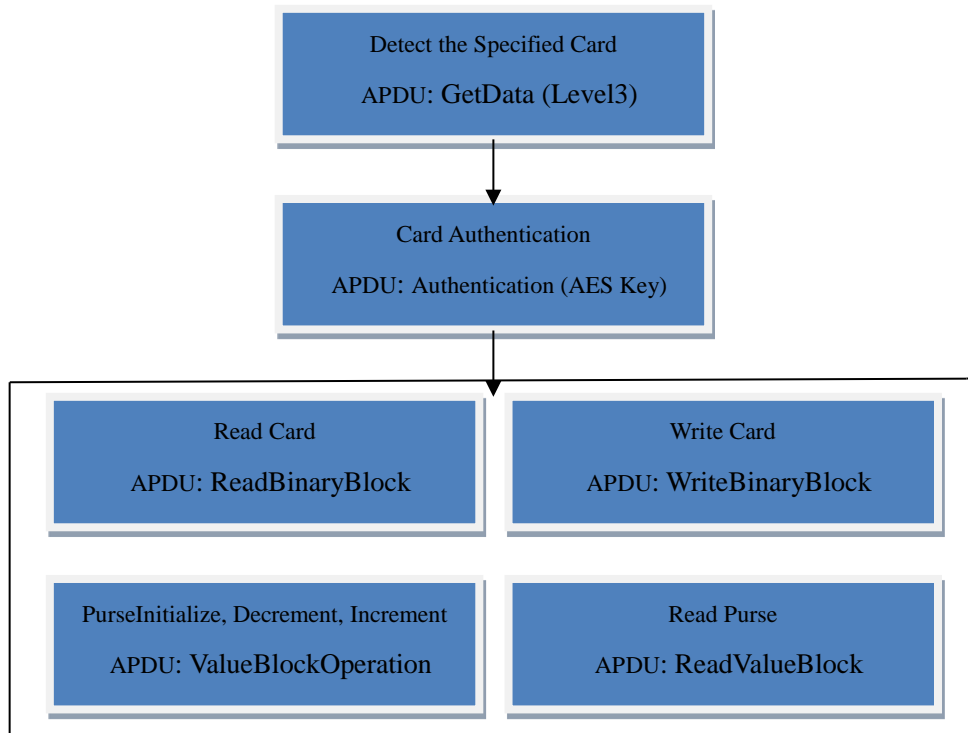 Detect the Specified Card
APDU: GetData (Level3)
Card Authentication
APDU: Authentication (AES Key)
Read Card
APDU: ReadBinaryBlock
Write Card
APDU: WriteBinaryBlock
PurseInitialize, Decrement, Increment
APDU: ValueBlockOperation
Read Purse
APDU: ReadValueBlock